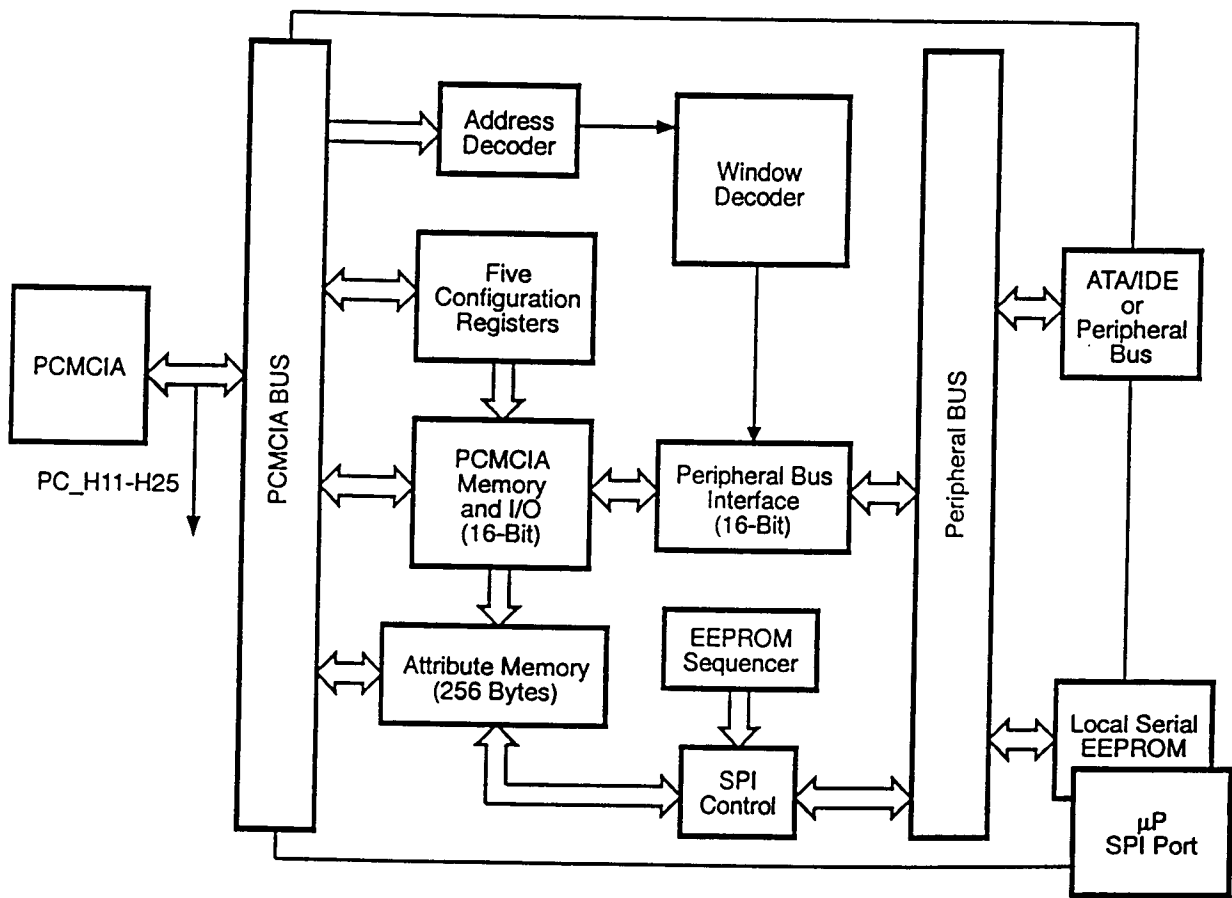 Address
Decoder
Window
Decoder
Five
Configuration
Registers
ATA/IDE
or
Peripheral
Bus
PCMCIA
PCMCIA BUS
Peripheral BUS
PC_H11-H25
PCMCIA
Memory
and I/O
(16-Bit)
Peripheral Bus
Interface
(16-Bit)
Attribute Memory
(256 Bytes)
EEPROM
Sequencer
SPI
Control
Local Serial
EEPROM
μP
SPI Port